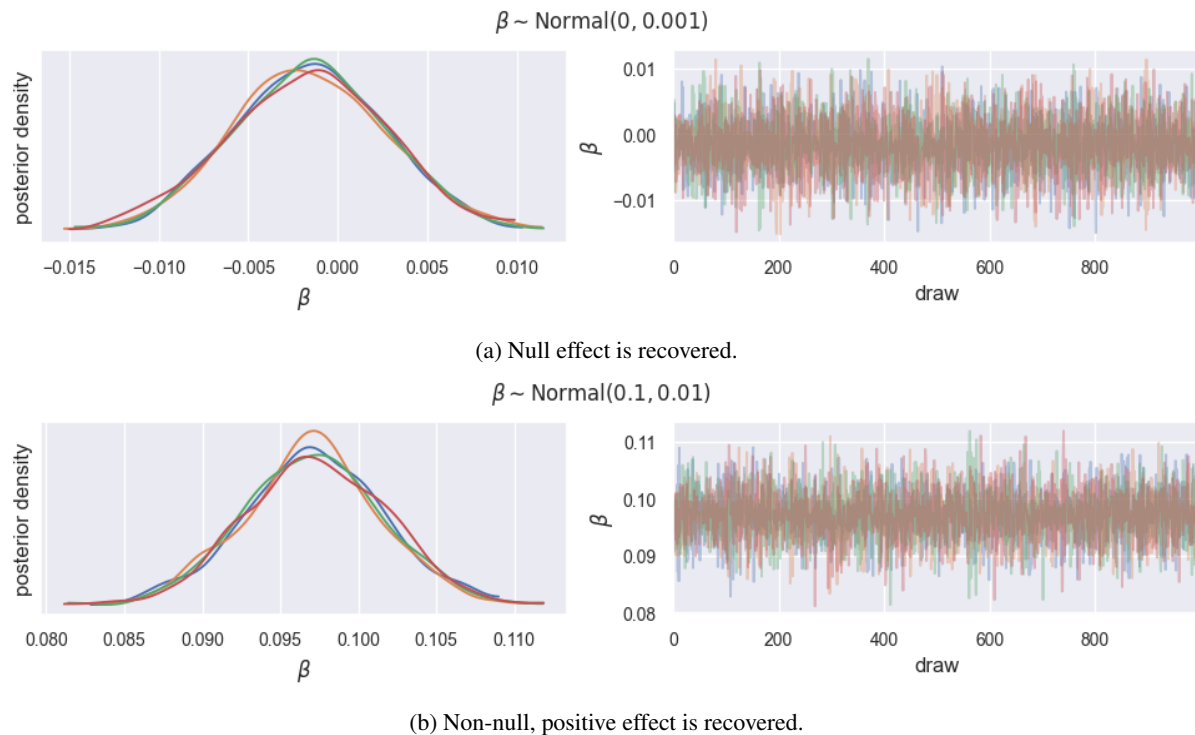 β ~ Normal(0, 0.001)
posterior density
−0.015 −0.010 −0.005 0.000 0.005 0.010
β
β
0.01
0.00
−0.01
0 200 400 600 800
draw
(a) Null effect is recovered.
β ~ Normal(0.1, 0.01)
posterior density
0.080 0.085 0.090 0.095 0.100 0.105 0.110
β
β
0.11
0.10
0.09
0.08
0 200 400 600 800
draw
(b) Non-null, positive effect is recovered.